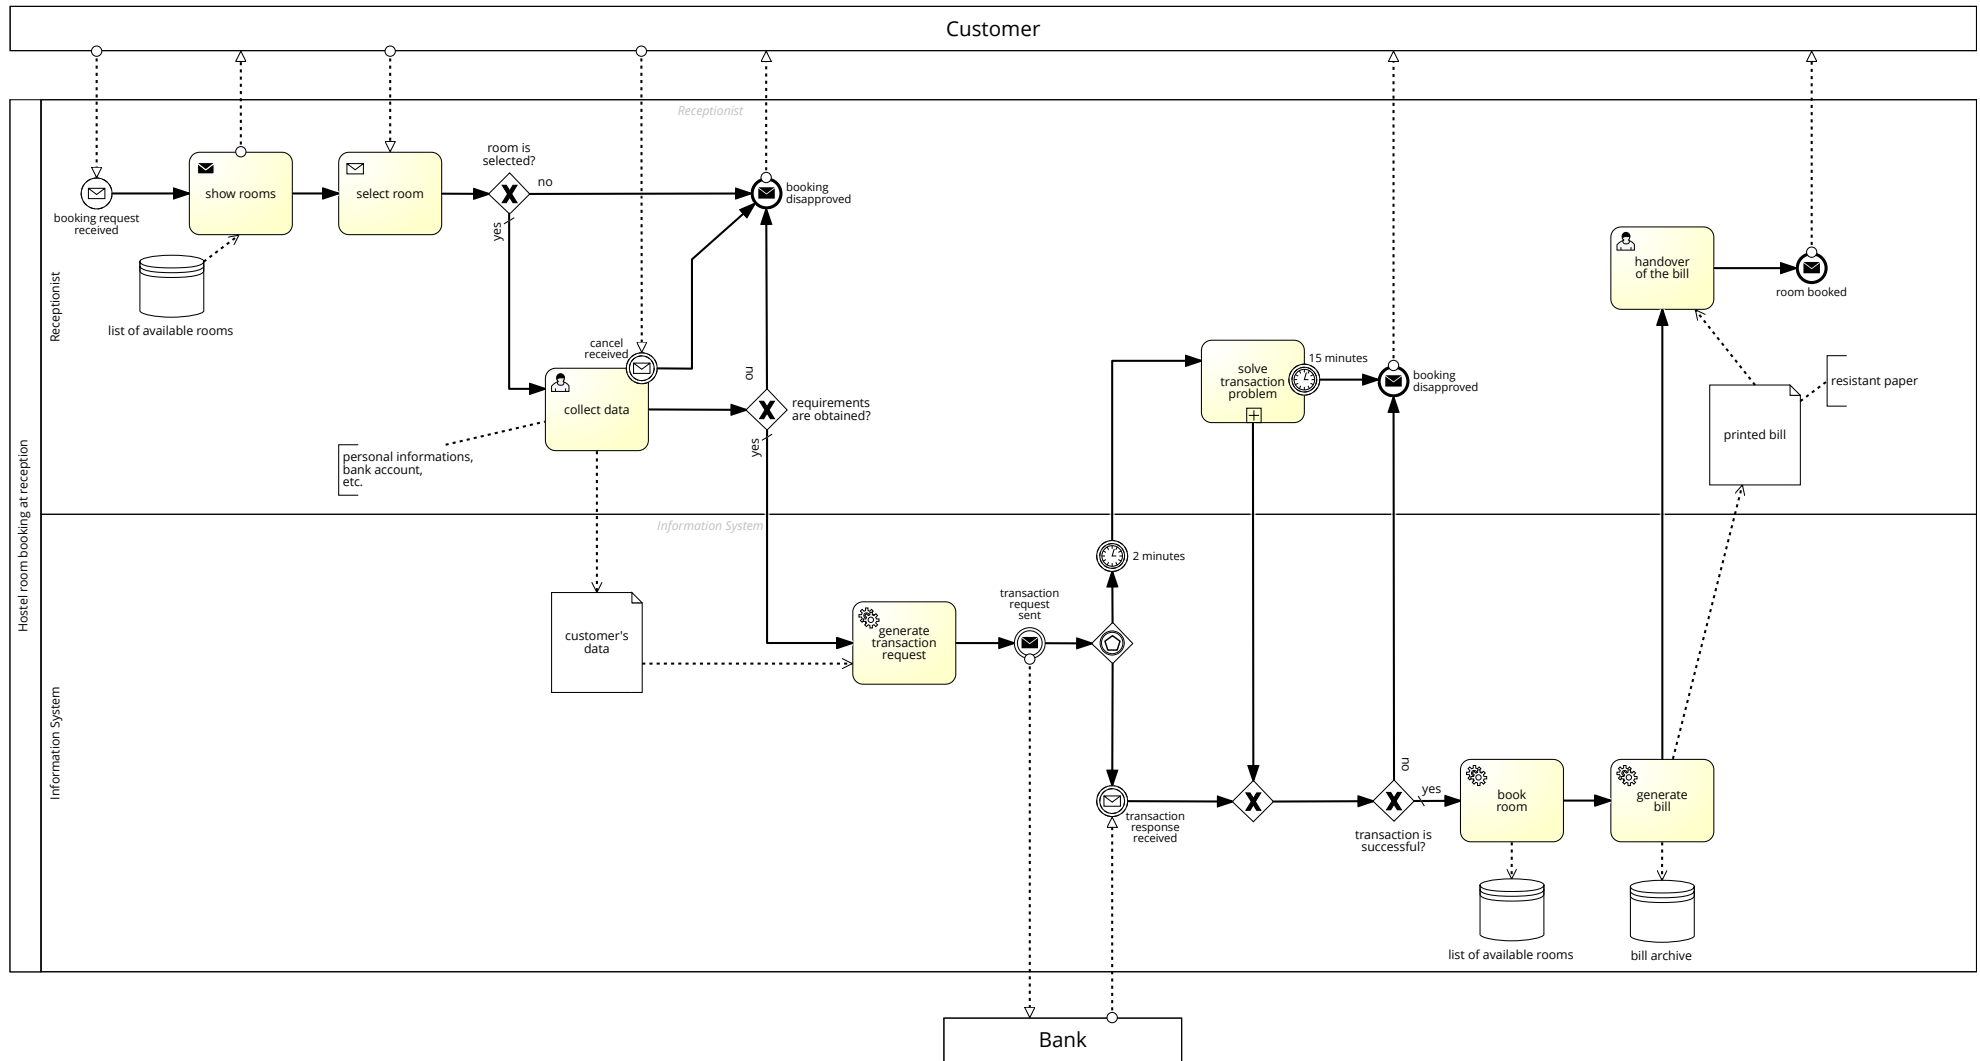 Customer
Receptionist
room is
selected?
no
show rooms
select room
booking
disapproved
booking request
received
yes
handover
of the bill
room booked
Receptionist
list of available rooms
cancel
received
no
15 minutes
solve
transaction
problem
booking
disapproved
resistant paper
collect data
requirements
are obtained?
yes
printed bill
personal informations,
bank account,
etc.
Hostel room booking at reception
Information System
2 minutes
transaction
request
sent
customer's
data
generate
transaction
request
Information System
no
yes
book
room
generate
bill
transaction
response
received
transaction is
successful?
list of available rooms
bill archive
Bank